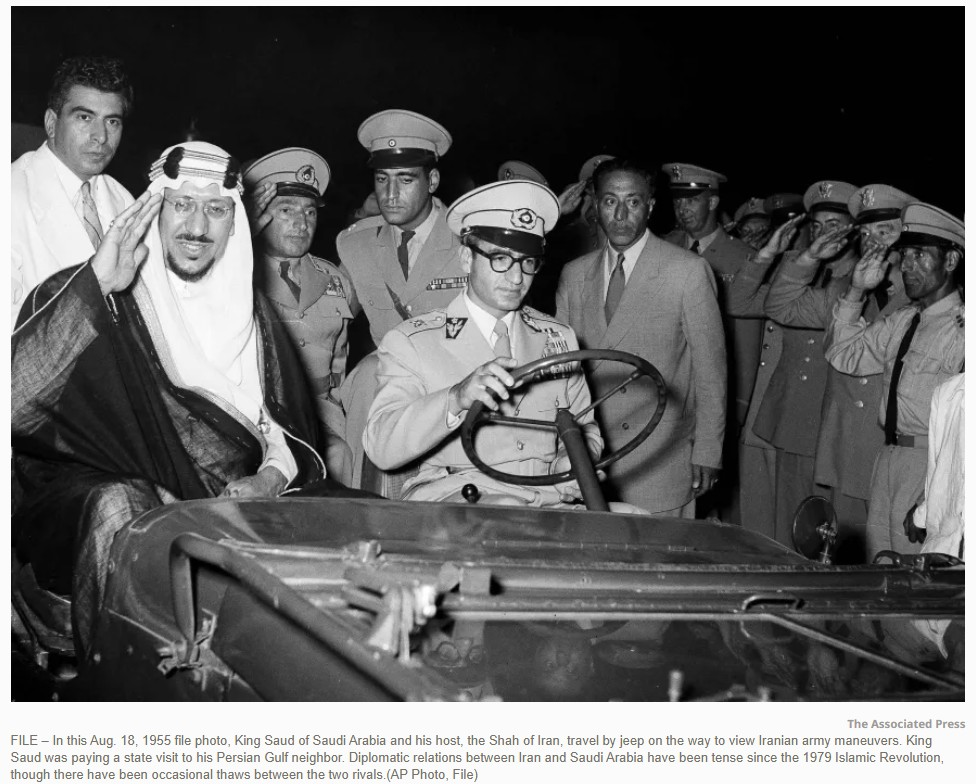 The Associated Press
FILE – In this Aug. 18, 1955 file photo, King Saud of Saudi Arabia and his host, the Shah of Iran, travel by jeep on the way to view Iranian army maneuvers. King
Saud was paying a state visit to his Persian Gulf neighbor. Diplomatic relations between Iran and Saudi Arabia have been tense since the 1979 Islamic Revolution,
though there have been occasional thaws between the two rivals.(AP Photo, File)